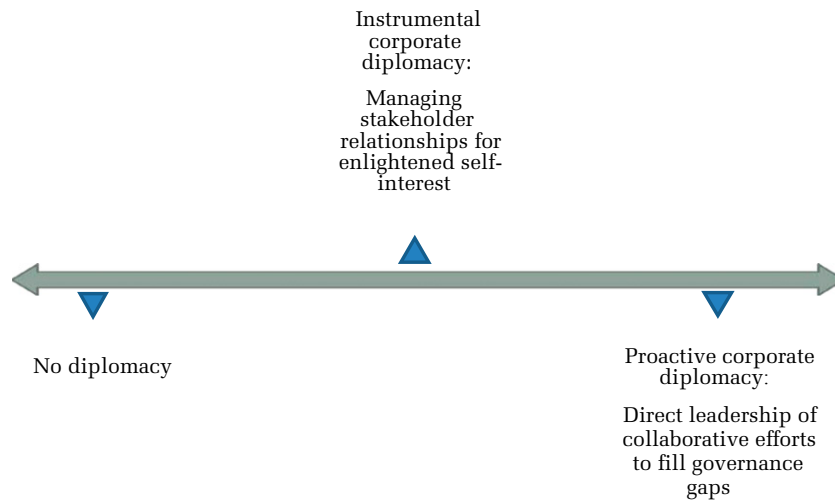 Instrumental
corporate
diplomacy:
Managing
stakeholder
relationships for
enlightened self-
interest
No diplomacy
Proactive corporate
diplomacy:
Direct leadership of
collaborative efforts
to fill governance
gaps